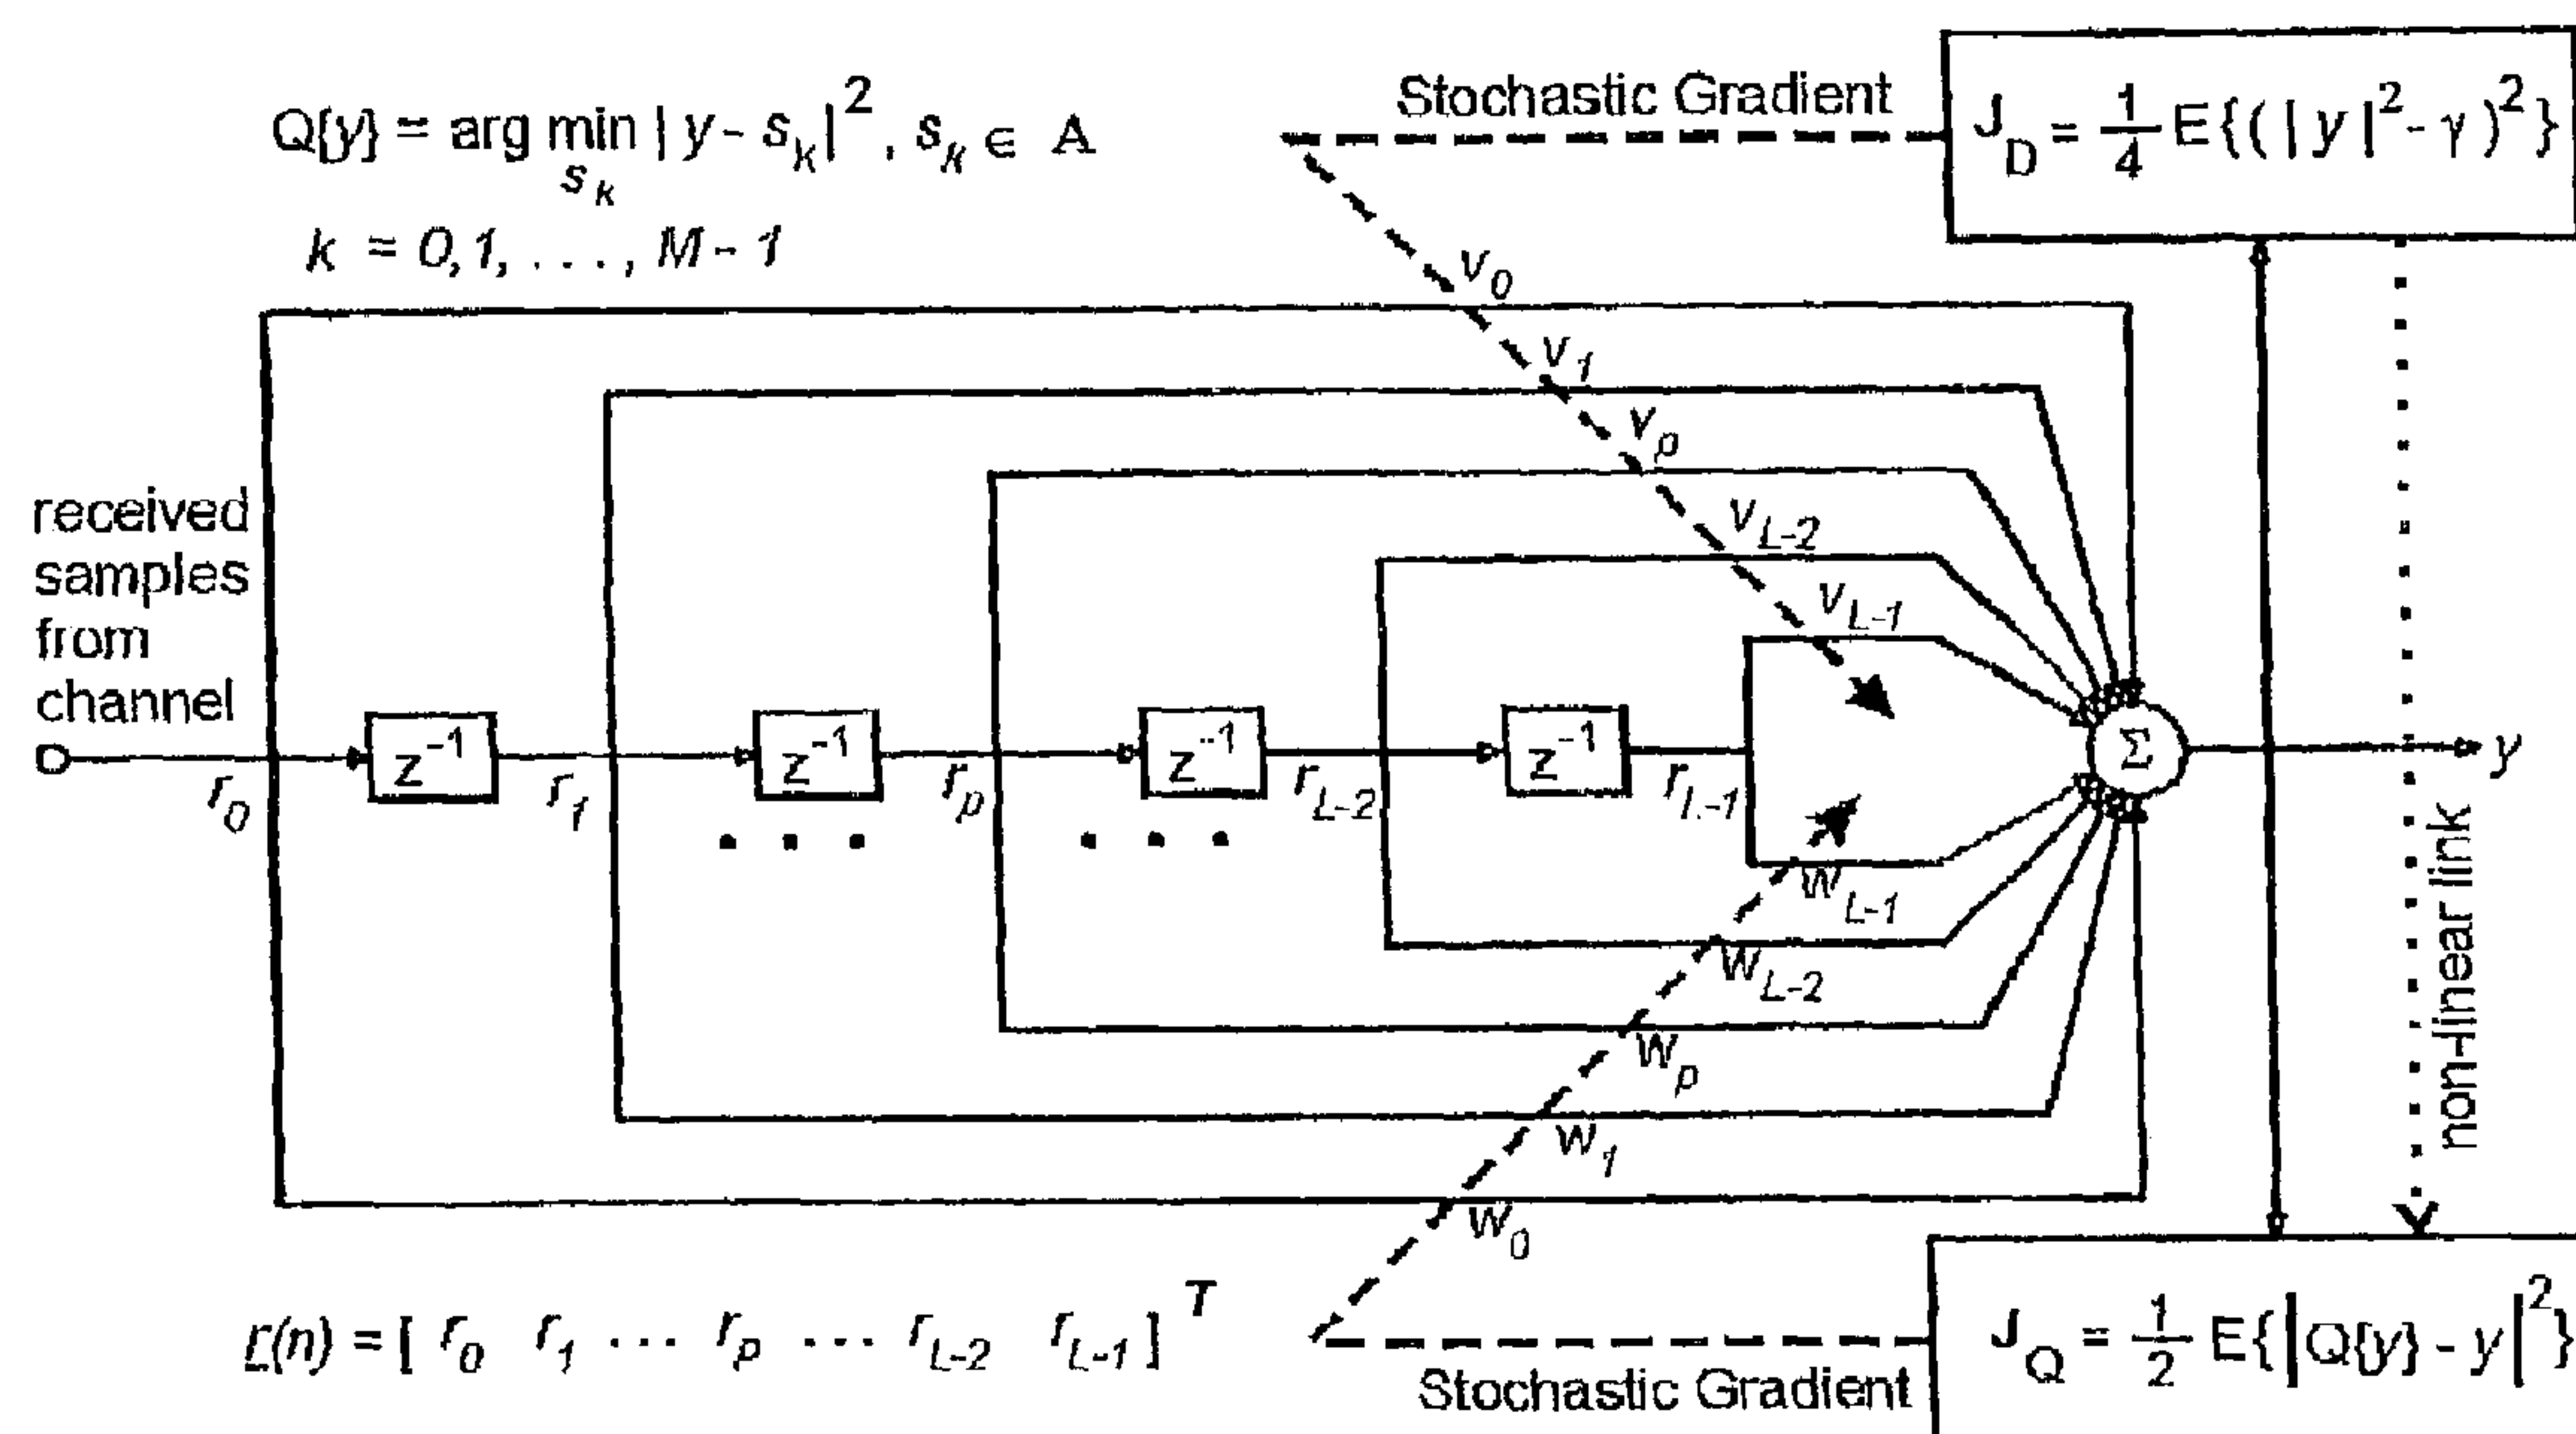 Q{y} = arg min | y - s_k |^2 , s_k ∈ A
s_k
k = 0, 1, . . . , M - 1
Stochastic Gradient
J_D = 1/4 E{( | y |^2 - γ )^2}
v_0
v_1
v_p
v_L-2
v_L-1
received
samples
from
channel
r_0
z^-1
r_1
z^-1
r_p
z^-1
r_L-2
z^-1
r_L-1
Σ
y
. . .
. . .
non-linear link
w_L-1
w_L-2
w_p
w_1
w_0
r(n) = [ r_0 r_1 ... r_p ... r_L-2 r_L-1 ]^T
Stochastic Gradient
J_Q = 1/2 E{ |Q{y} - y|^2 }